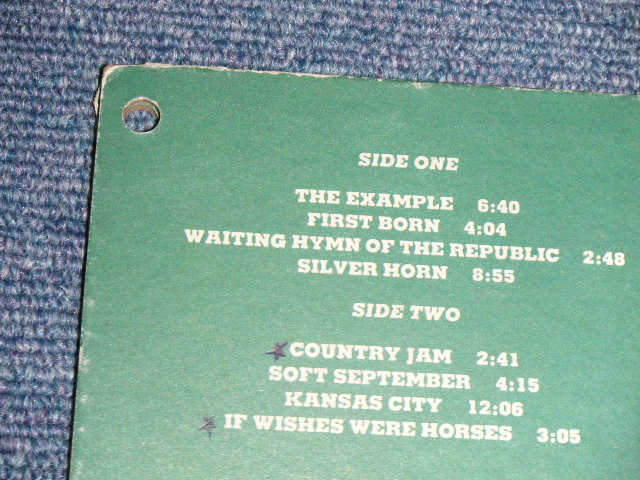 SIDE ONE
THE EXAMPLE 6:40
FIRST BORN 4:04
WAITING HYMN OF THE REPUBLIC 2:48
SILVER HORN 8:55
SIDE TWO
COUNTRY JAM 2:41
SOFT SEPTEMBER 4:15
KANSAS CITY 12:06
IF WISHES WERE HORSES 3:05